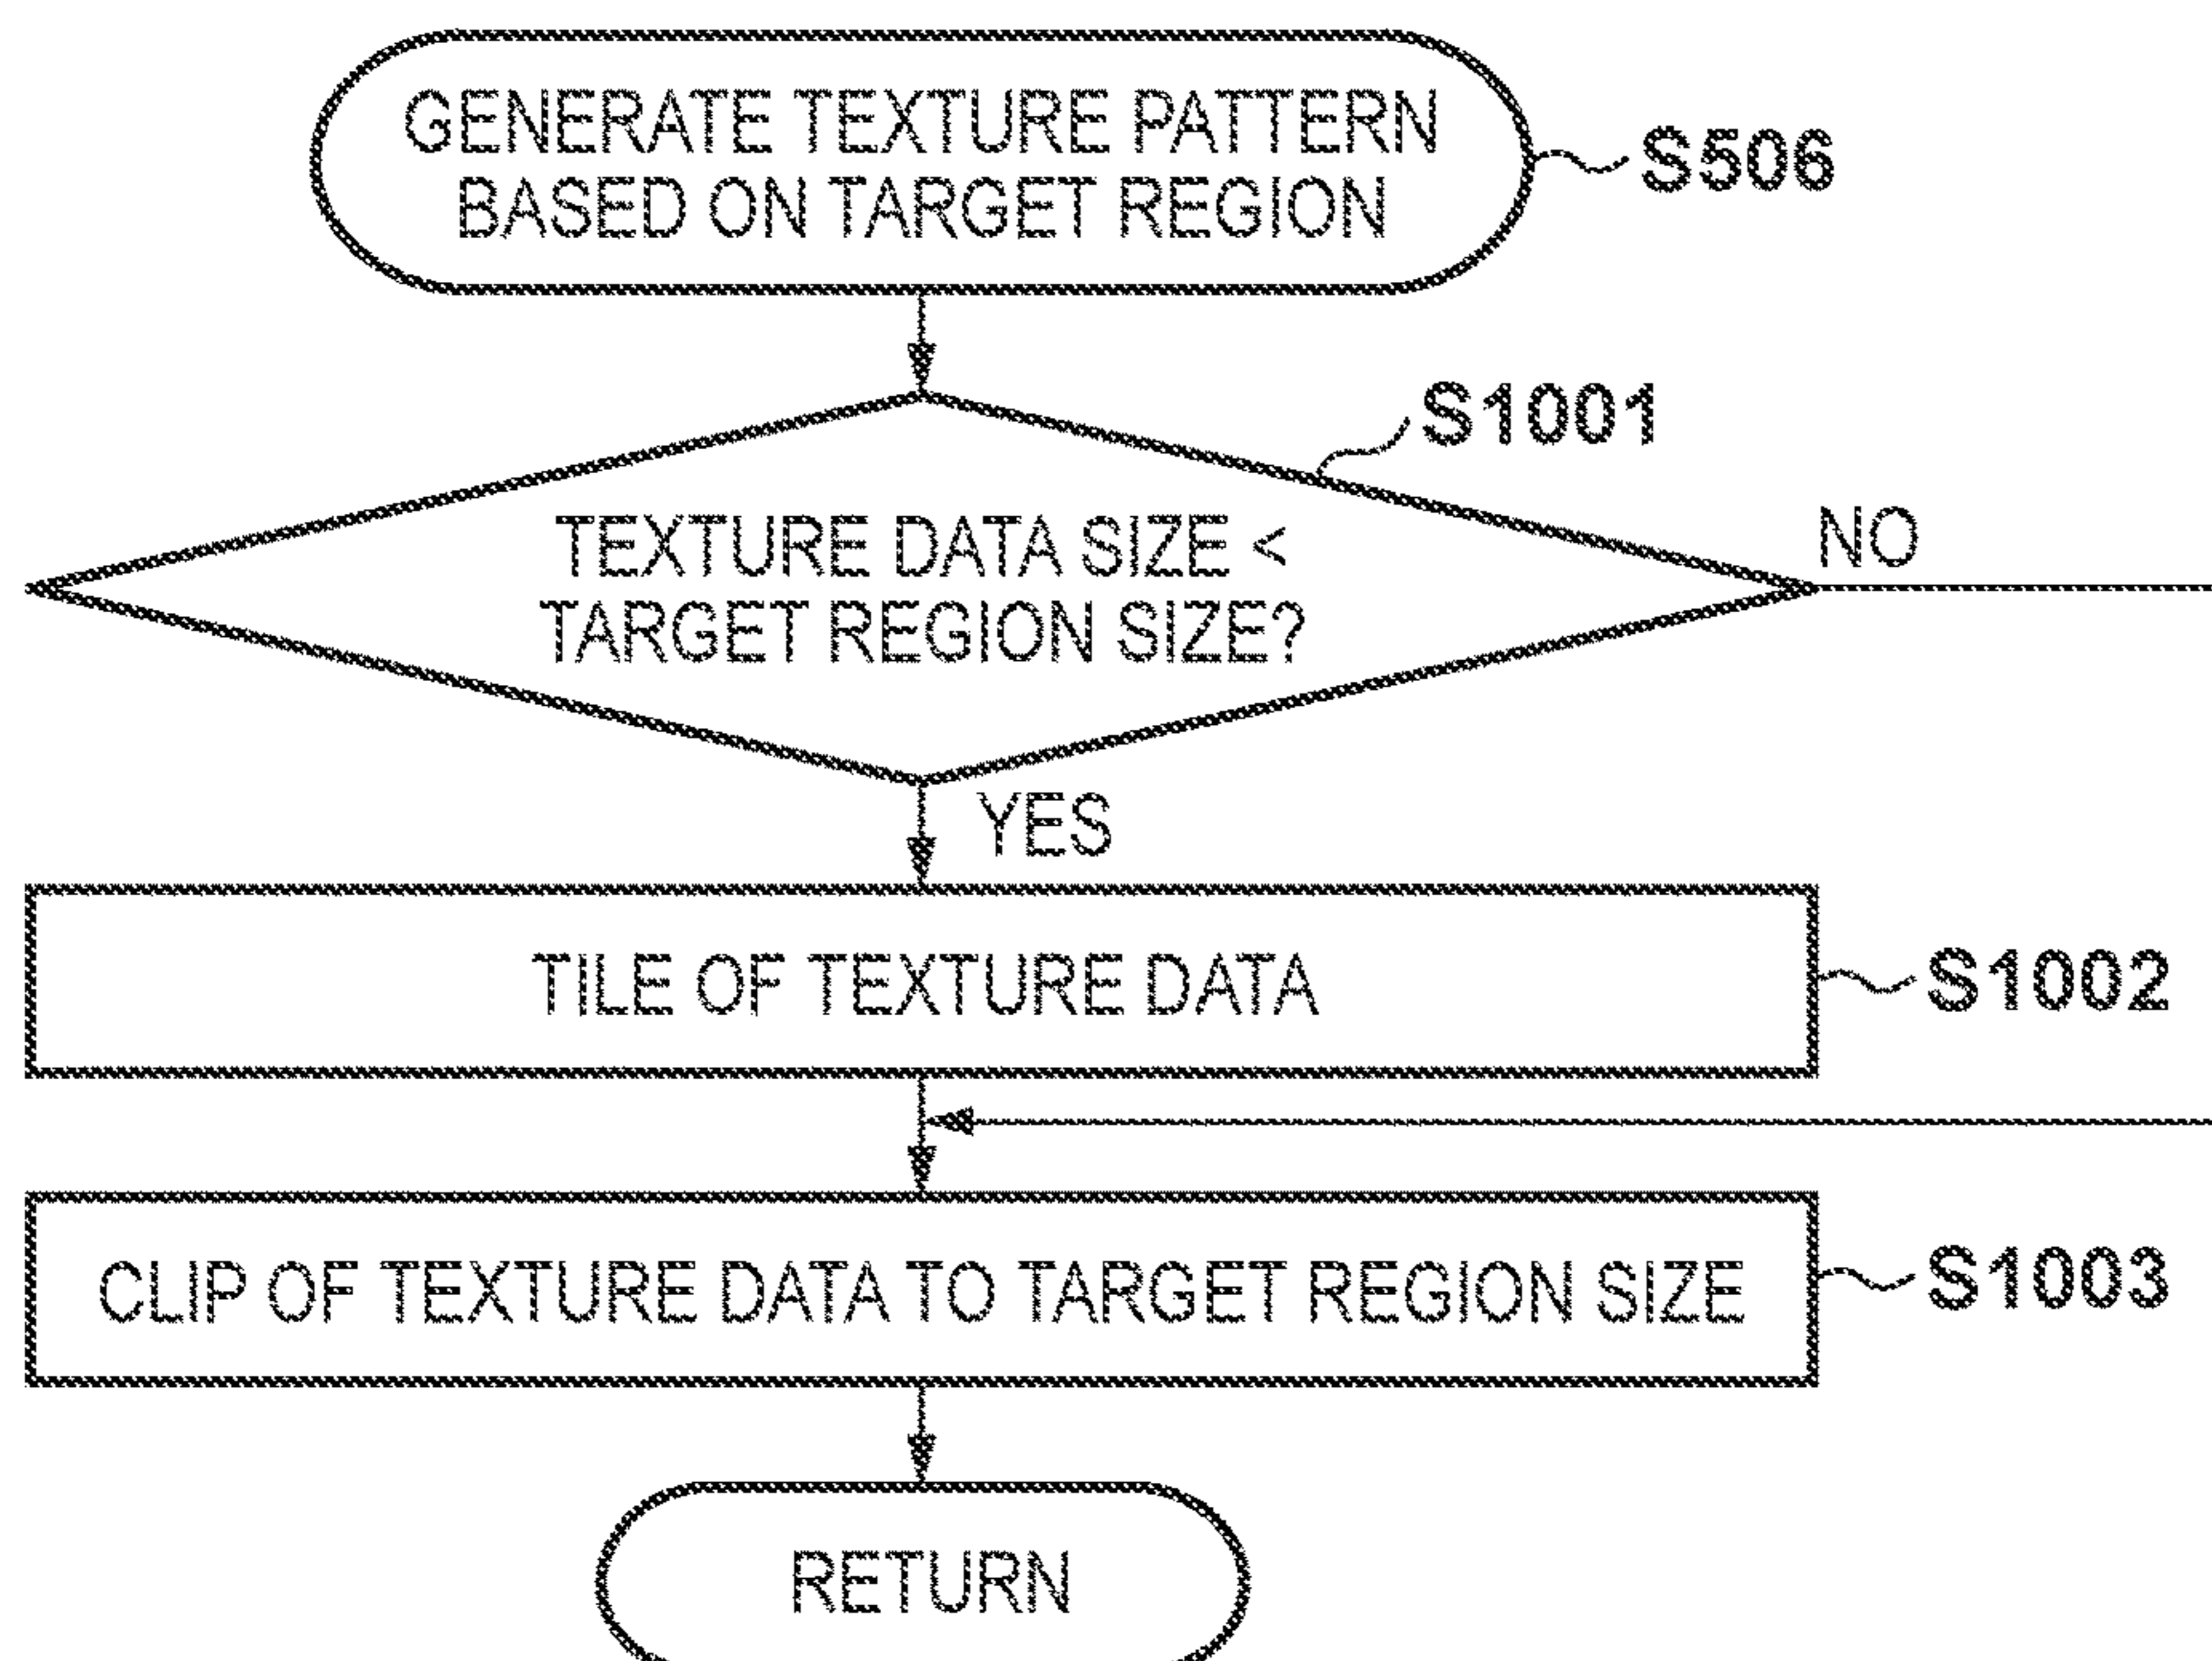 GENERATE TEXTURE PATTERN
BASED ON TARGET REGION
S506
S1001
TEXTURE DATA SIZE <
TARGET REGION SIZE?
NO
YES
TILE OF TEXTURE DATA
S1002
CLIP OF TEXTURE DATA TO TARGET REGION SIZE
S1003
RETURN